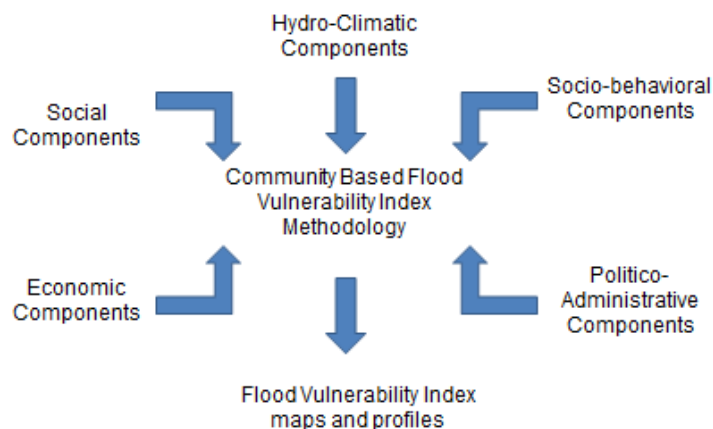 Hydro-Climatic
Components
Social
Components
Socio-behavioral
Components
Community Based Flood
Vulnerability Index
Methodology
Economic
Components
Politico-
Administrative
Components
Flood Vulnerability Index
maps and profiles